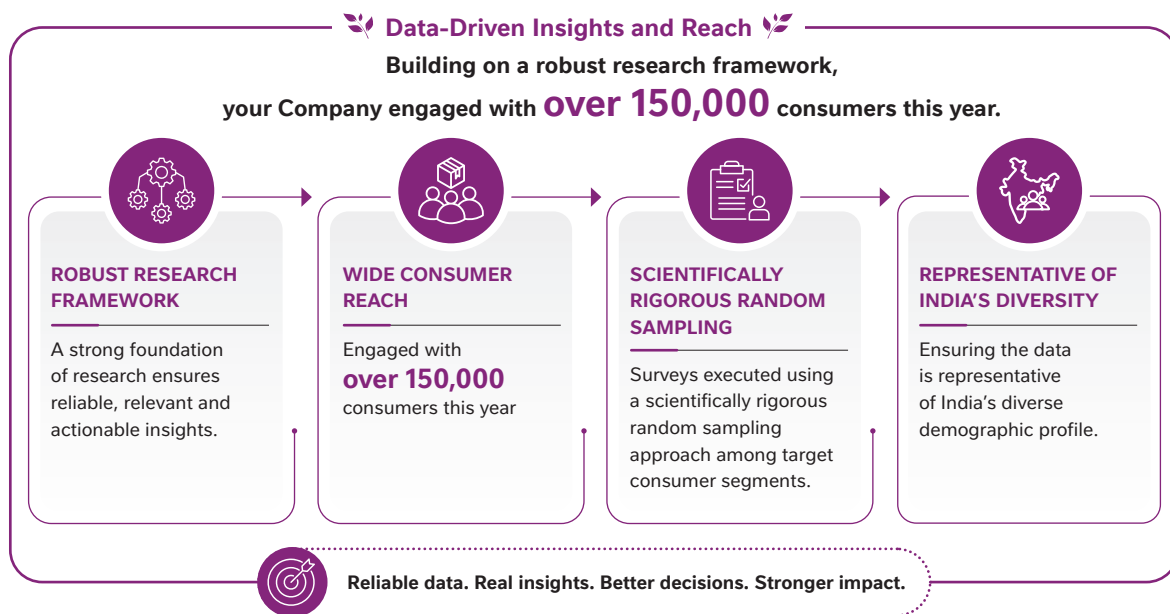 Data-Driven Insights and Reach
Building on a robust research framework,
your Company engaged with over 150,000 consumers this year.
ROBUST RESEARCH
FRAMEWORK
A strong foundation
of research ensures
reliable, relevant and
actionable insights.
WIDE CONSUMER
REACH
Engaged with
over 150,000
consumers this year
SCIENTIFICALLY
RIGOROUS RANDOM
SAMPLING
Surveys executed using
a scientifically rigorous
random sampling
approach among target
consumer segments.
REPRESENTATIVE OF
INDIA’S DIVERSITY
Ensuring the data
is representative
of India’s diverse
demographic profile.
Reliable data. Real insights. Better decisions. Stronger impact.